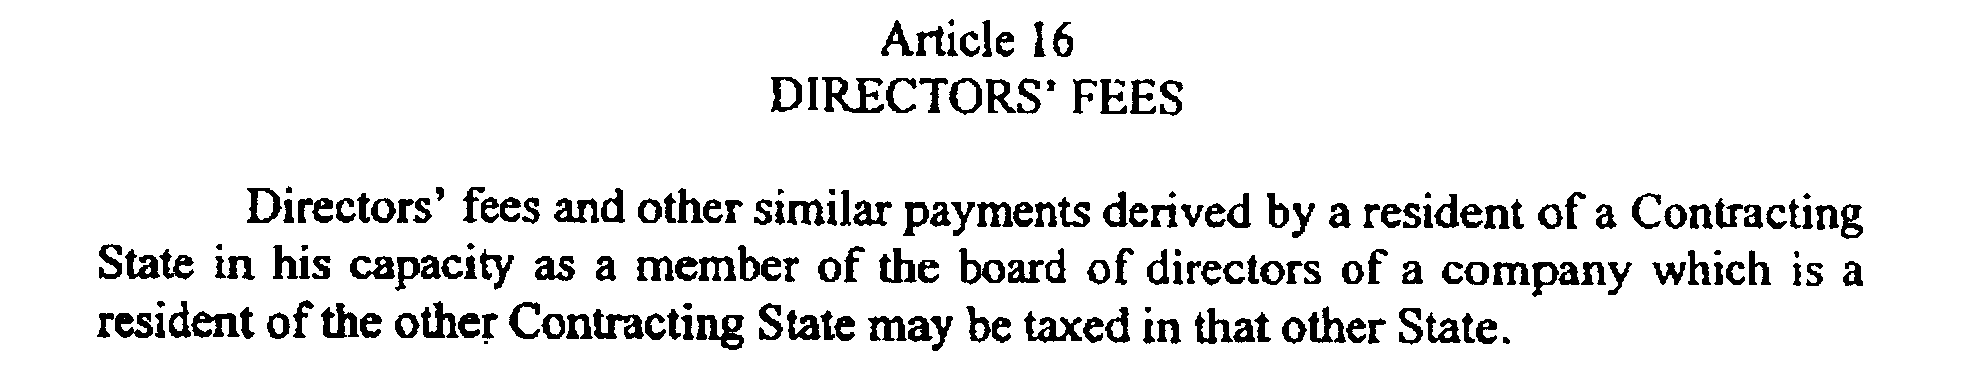 Article 16
DIRECTORS' FEES
Directors' fees and other similar payments derived by a resident of a Contracting
State in his capacity as a member of the board of directors of a company which is a
resident of the other Contracting State may be taxed in that other State.